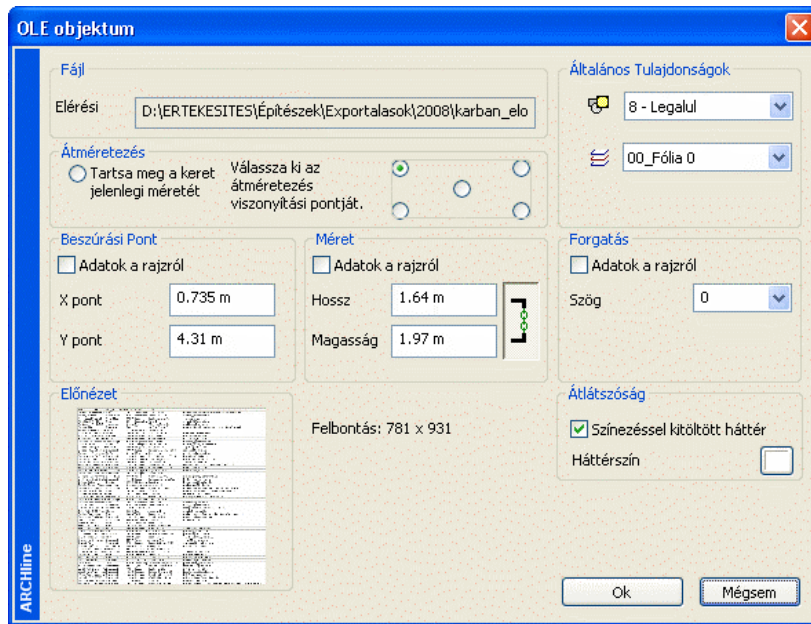 OLE objektum
Fájl
Elérési
D:\ERTEKESITES\Építészek\Exportalasok\2008\karban_elo
Átméretezés
Tartsa meg a keret
jelenlegi méretét
Válassza ki az
átméretezés
viszonyítási pontját.
Általános Tulajdonságok
8 - Legalul
00_Fólia 0
Beszúrási Pont
Adatok a rajzról
X pont
0.735 m
Y pont
4.31 m
Méret
Adatok a rajzról
Hossz
1.64 m
Magasság
1.97 m
Forgatás
Adatok a rajzról
Szög
0
Előnézet
Felbontás: 781 x 931
Átlátszóság
Színezéssel kitöltött háttér
Háttérszín
ARCHline
Ok
Mégsem